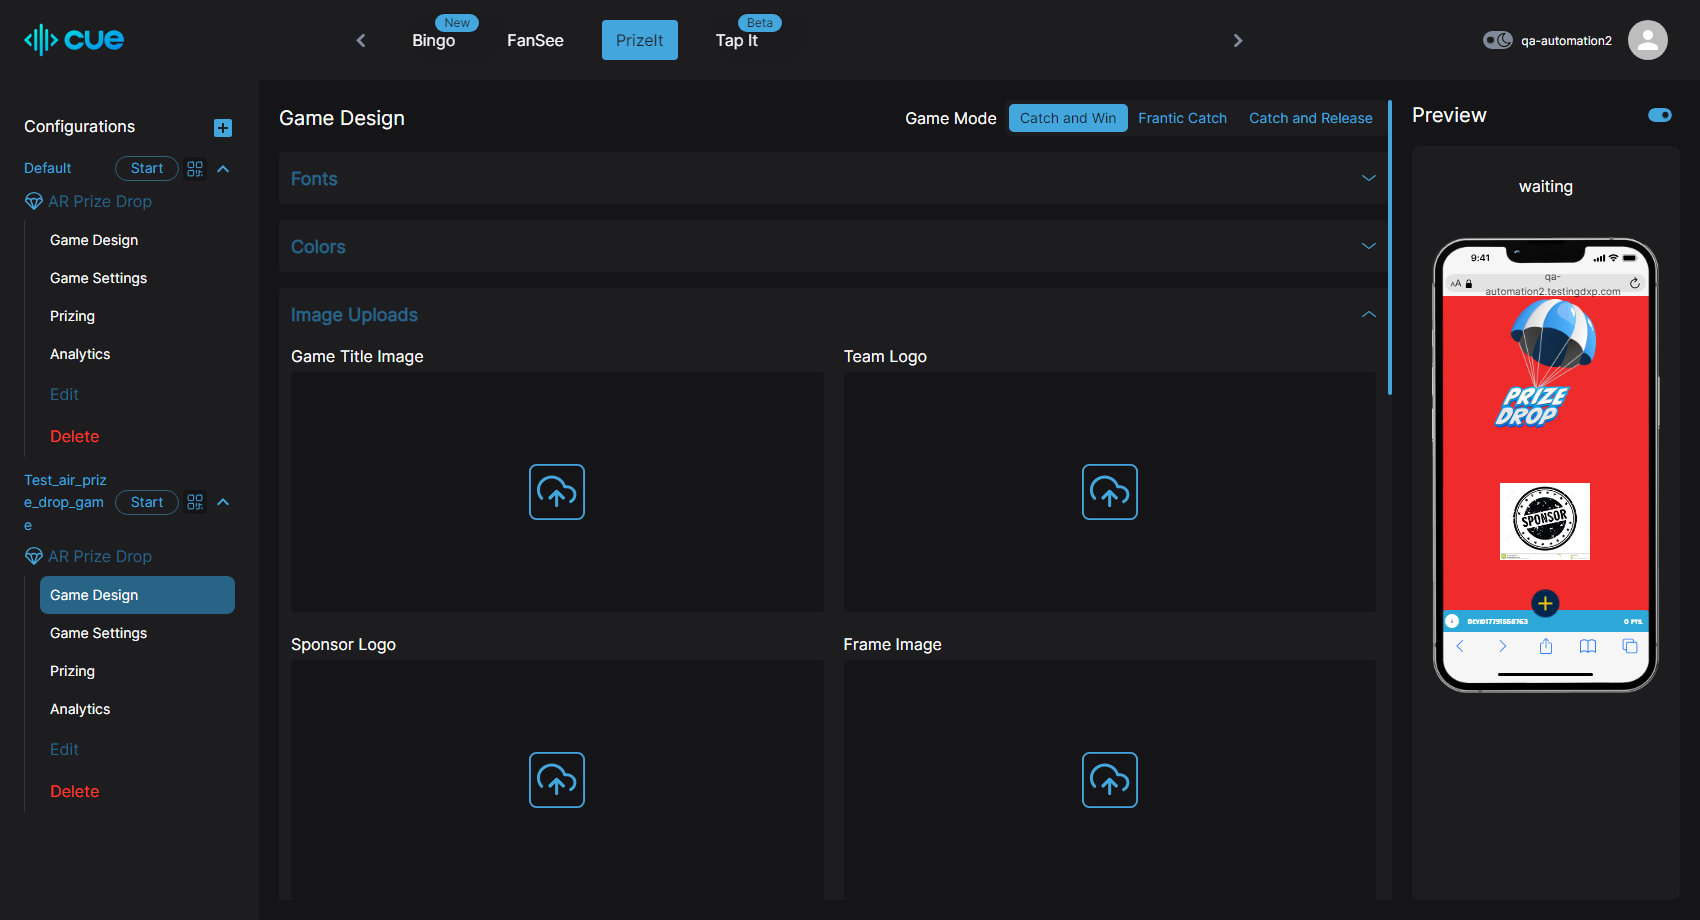 cue
New
Bingo
FanSee
PrizeIt
Beta
Tap It
qa-automation2
Configurations
Default
Start
AR Prize Drop
Game Design
Game Settings
Prizing
Analytics
Edit
Delete
Test_air_priz
e_drop_gam
e
Start
AR Prize Drop
Game Design
Game Settings
Prizing
Analytics
Edit
Delete
Game Design
Game Mode
Catch and Win
Frantic Catch
Catch and Release
Fonts
Colors
Image Uploads
Game Title Image
Team Logo
Sponsor Logo
Frame Image
Preview
waiting
9:41
AA
qa-
automation2.testingdxp.com
PRIZE
DROP
SPONSOR
0 PTS.